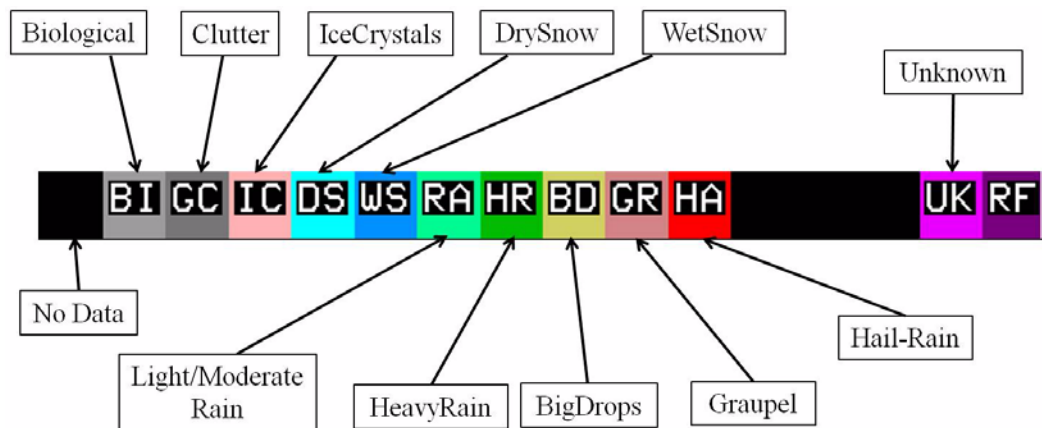 Biological
Clutter
IceCrystals
DrySnow
WetSnow
Unknown
BI GC IC DS WS RA HR BD GR HA UK RF
No Data
Light/Moderate
Rain
HeavyRain
BigDrops
Graupel
Hail-Rain